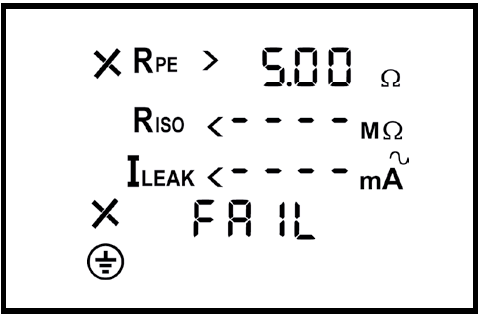 ✕ RPE > 5.00 Ω
RISO <- - - - MΩ
ILEAK <- - - - mA
✕ FAIL